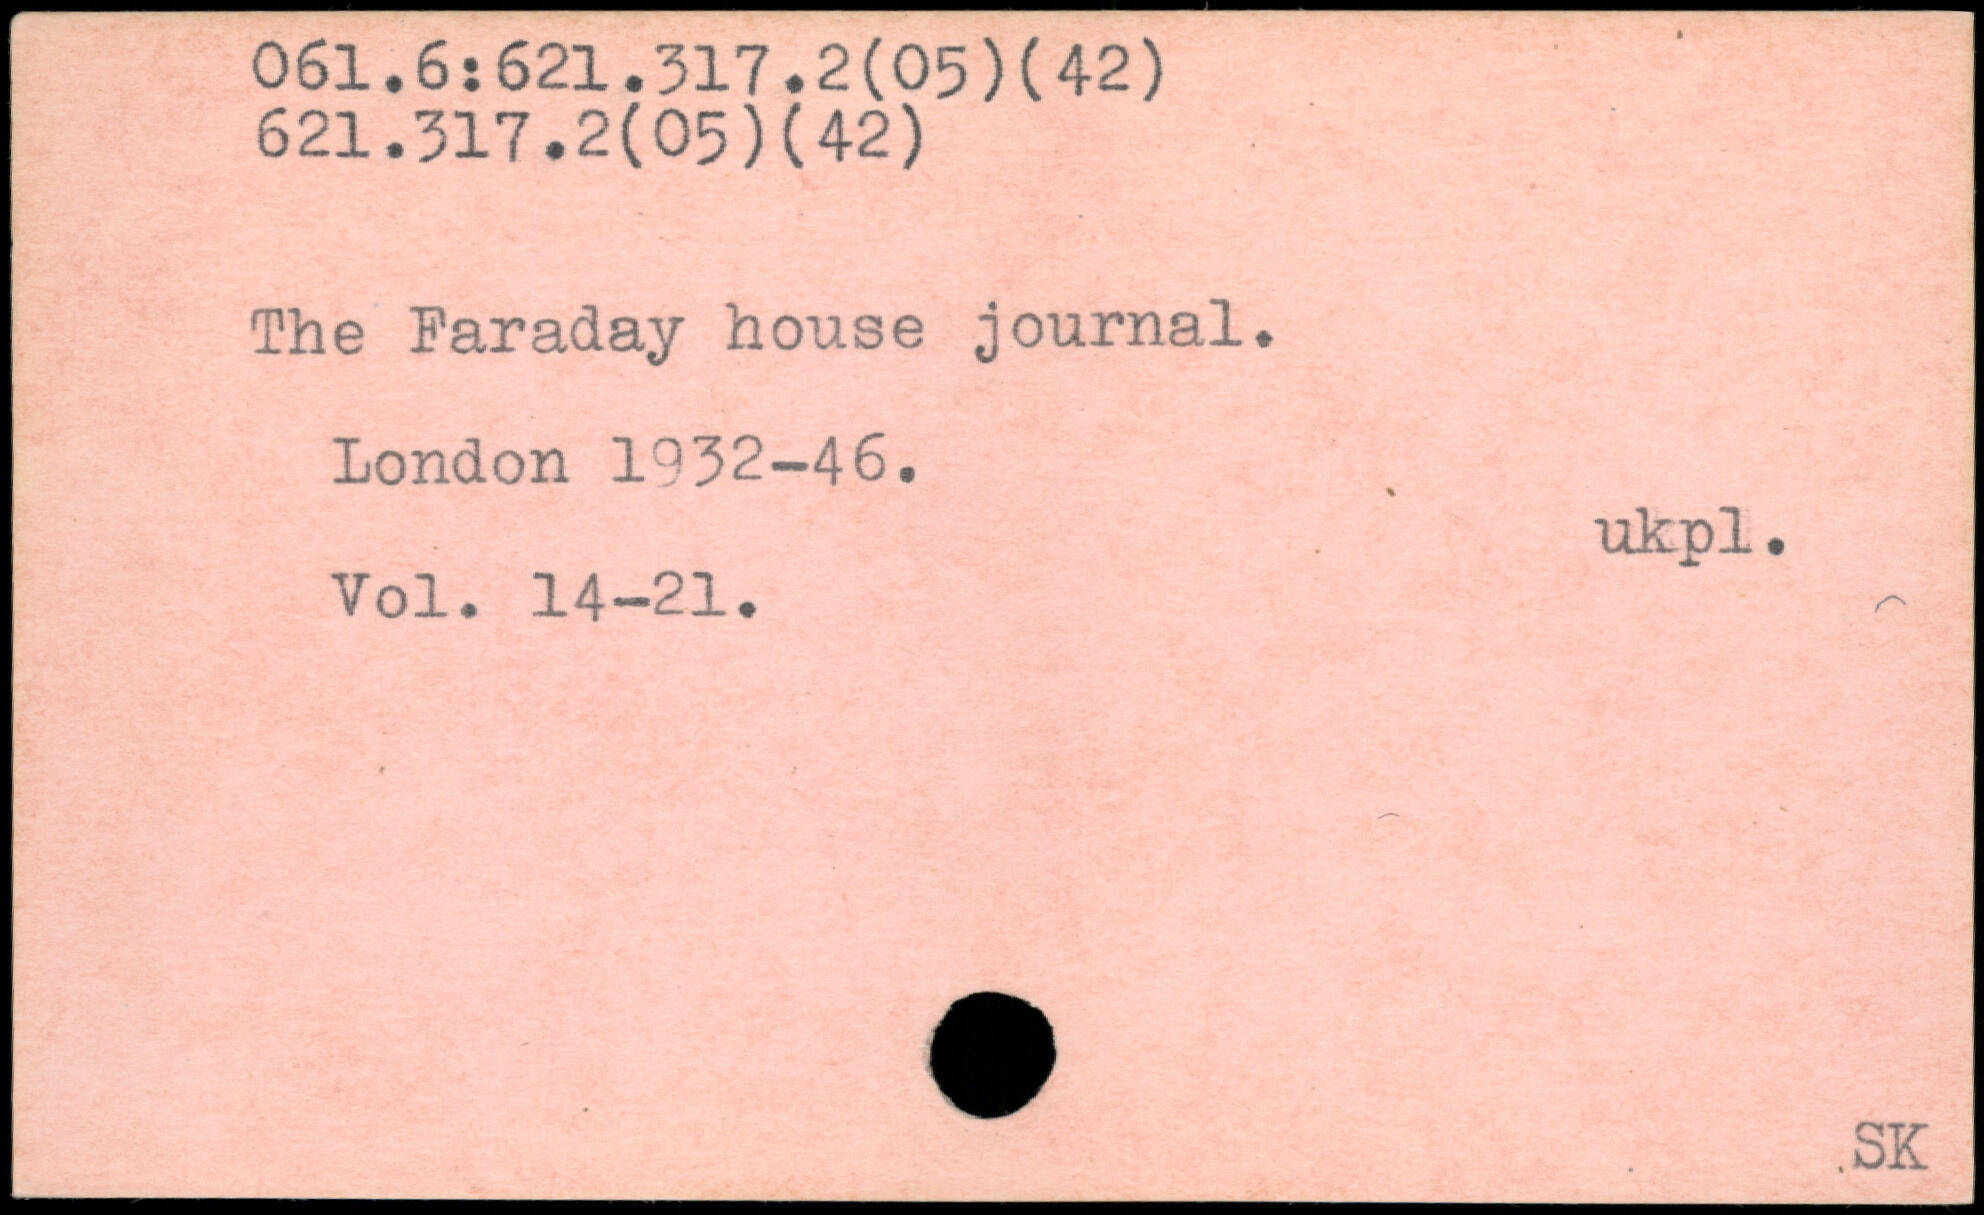 061.6:621.317.2(05)(42)
621.317.2(05)(42)
The Faraday house journal.
London 1932-46.
ukpl.
Vol. 14-21.
SK